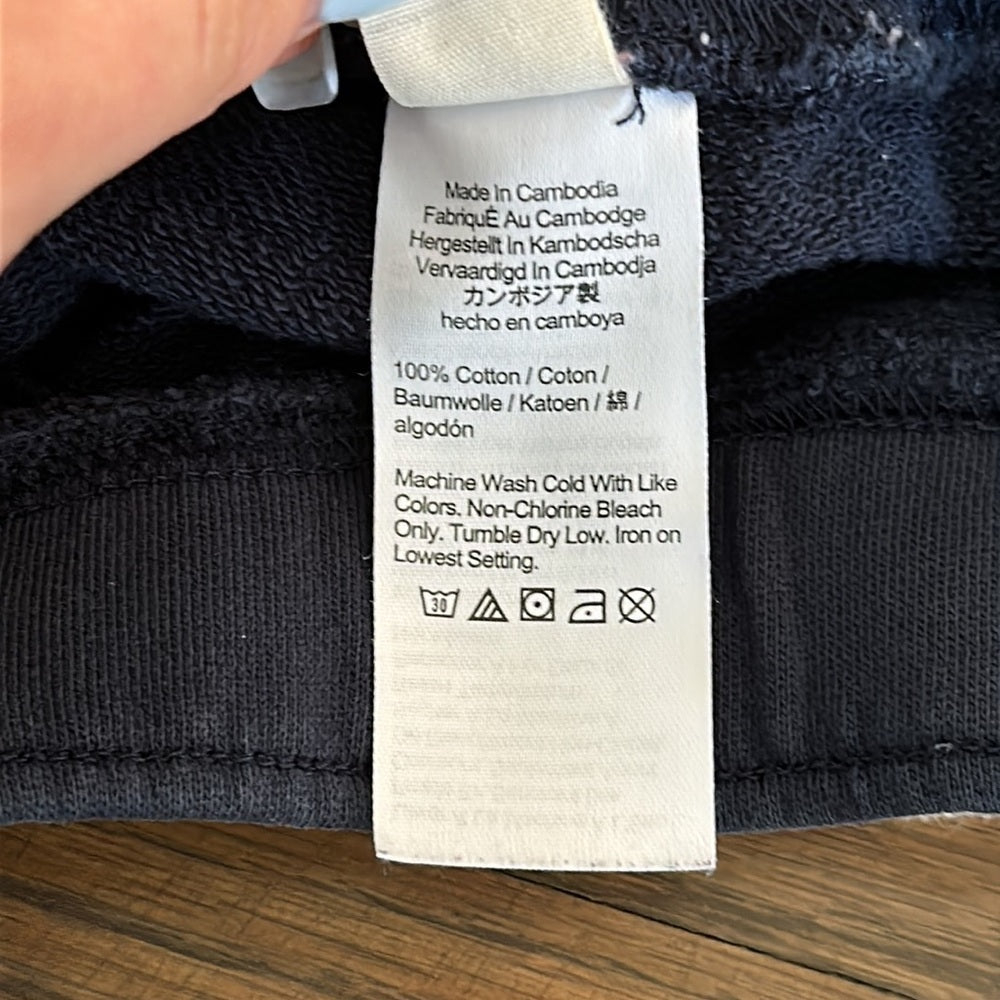 Made In Cambodia
FabriquÉ Au Cambodge
Hergestellt In Kambodscha
Vervaardigd In Cambodja
カンボジア製
hecho en camboya
100% Cotton / Coton /
Baumwolle / Katoen / 綿 /
algodón
Machine Wash Cold With Like
Colors. Non-Chlorine Bleach
Only. Tumble Dry Low. Iron on
Lowest Setting.
30